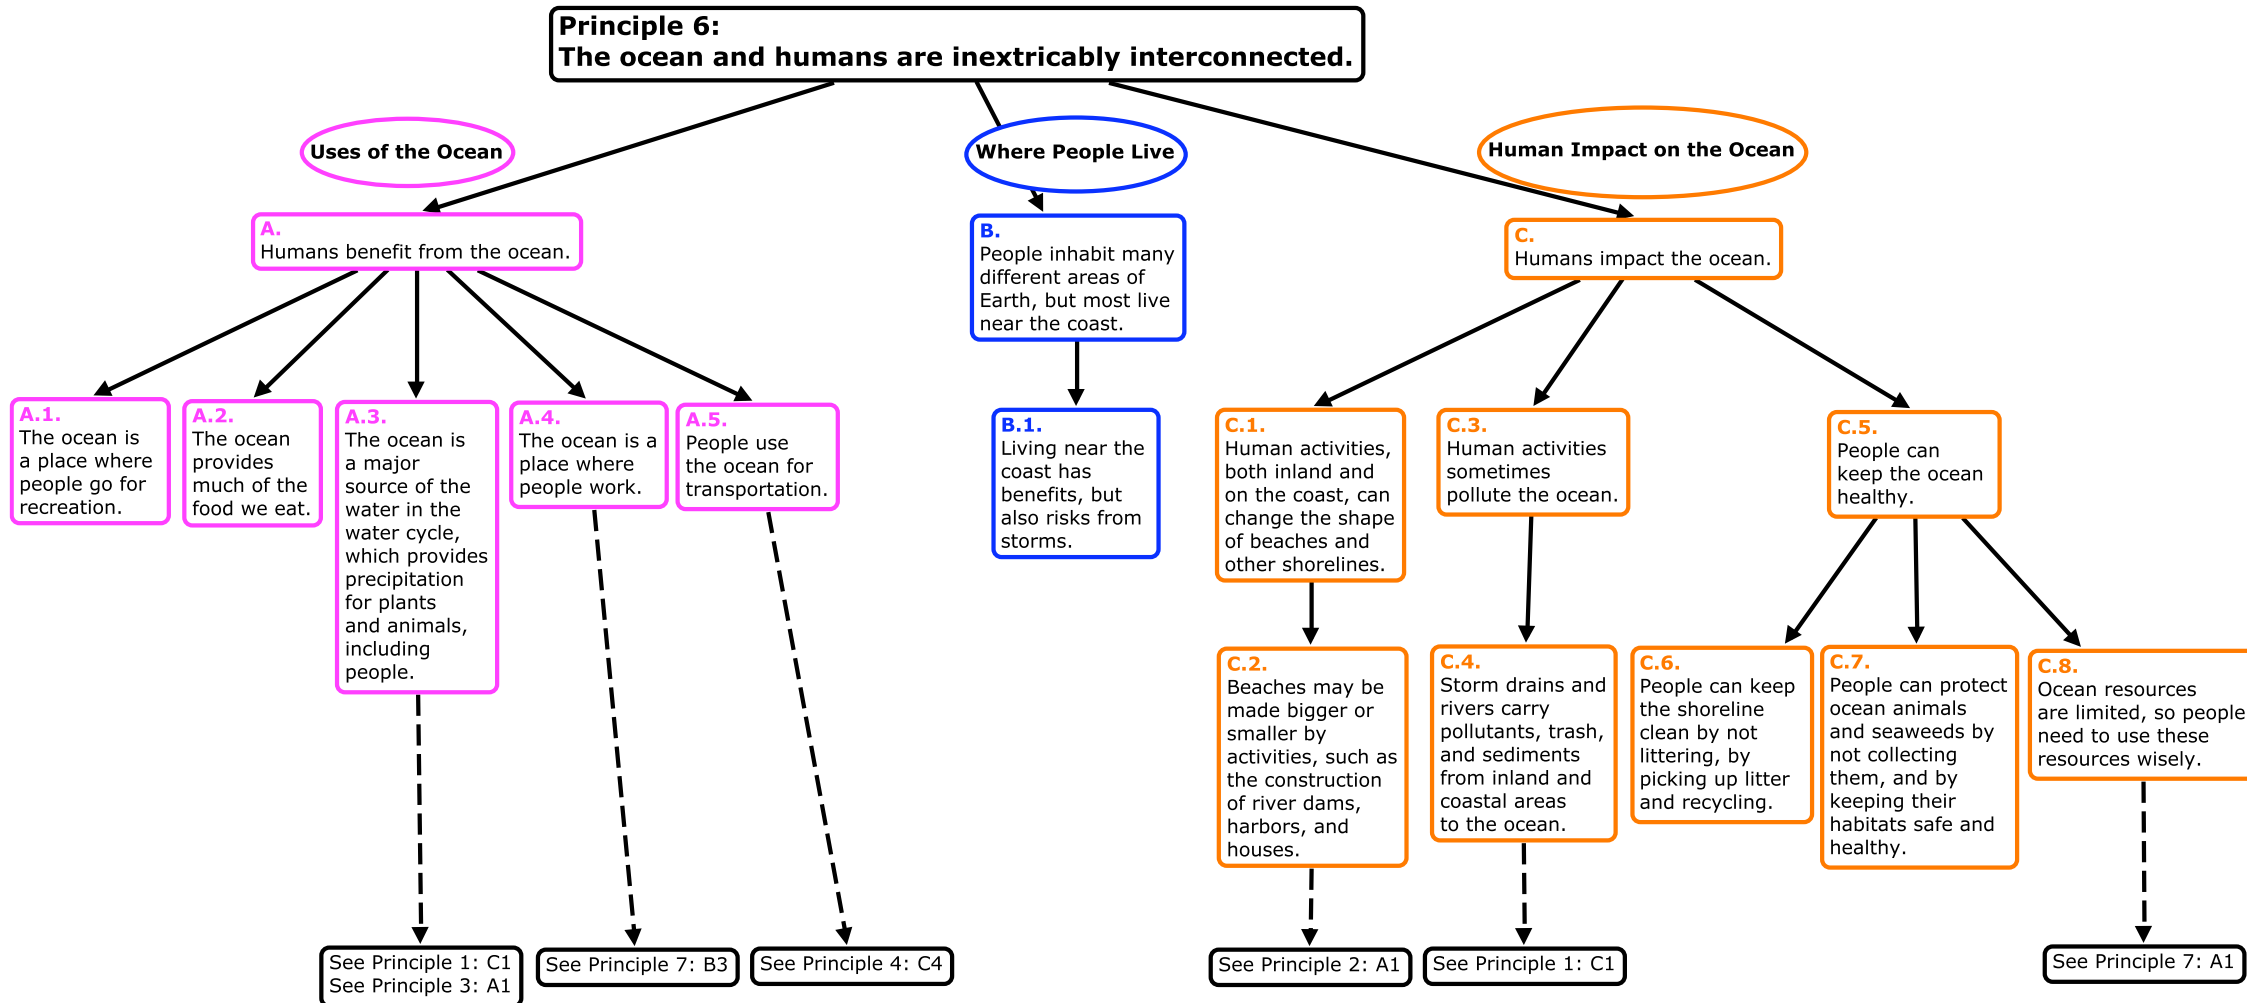 Principle 6:
The ocean and humans are inextricably interconnected.
Uses of the Ocean
Where People Live
Human Impact on the Ocean
A.
Humans benefit from the ocean.
B.
People inhabit many
different areas of
Earth, but most live
near the coast.
C.
Humans impact the ocean.
A.1.
The ocean is
a place where
people go for
recreation.
A.2.
The ocean
provides
much of the
food we eat.
A.3.
The ocean is
a major
source of the
water in the
water cycle,
which provides
precipitation
for plants
and animals,
including
people.
A.4.
The ocean is a
place where
people work.
A.5.
People use
the ocean for
transportation.
B.1.
Living near the
coast has
benefits, but
also risks from
storms.
C.1.
Human activities,
both inland and
on the coast, can
change the shape
of beaches and
other shorelines.
C.3.
Human activities
sometimes
pollute the ocean.
C.5.
People can
keep the ocean
healthy.
C.2.
Beaches may be
made bigger or
smaller by
activities, such as
the construction
of river dams,
harbors, and
houses.
C.4.
Storm drains and
rivers carry
pollutants, trash,
and sediments
from inland and
coastal areas
to the ocean.
C.6.
People can keep
the shoreline
clean by not
littering, by
picking up litter
and recycling.
C.7.
People can protect
ocean animals
and seaweeds by
not collecting
them, and by
keeping their
habitats safe and
healthy.
C.8.
Ocean resources
are limited, so people
need to use these
resources wisely.
See Principle 1: C1
See Principle 3: A1
See Principle 7: B3
See Principle 4: C4
See Principle 2: A1
See Principle 1: C1
See Principle 7: A1